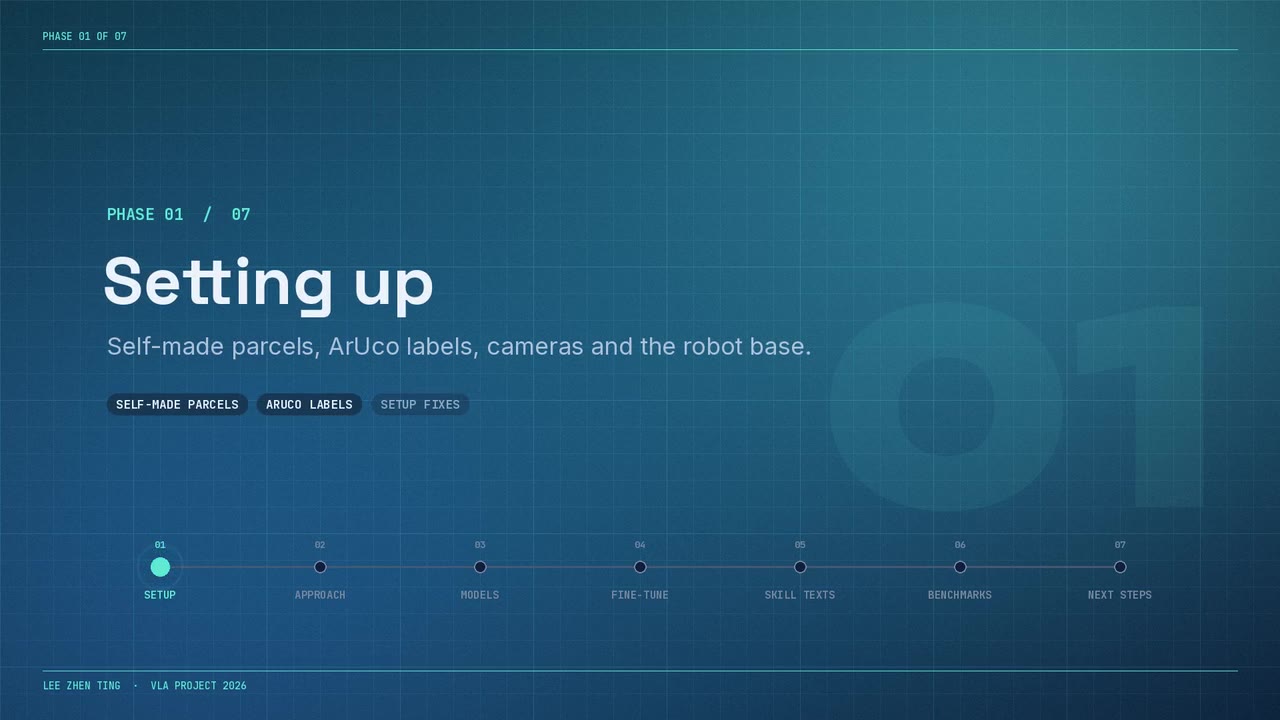 PHASE 01 OF 07
PHASE 01 / 07
Setting up
Self-made parcels, ArUco labels, cameras and the robot base.
SELF-MADE PARCELS ARUCO LABELS SETUP FIXES
01
01 02 03 04 05 06 07
SETUP APPROACH MODELS FINE-TUNE SKILL TEXTS BENCHMARKS NEXT STEPS
LEE ZHEN TING · VLA PROJECT 2026